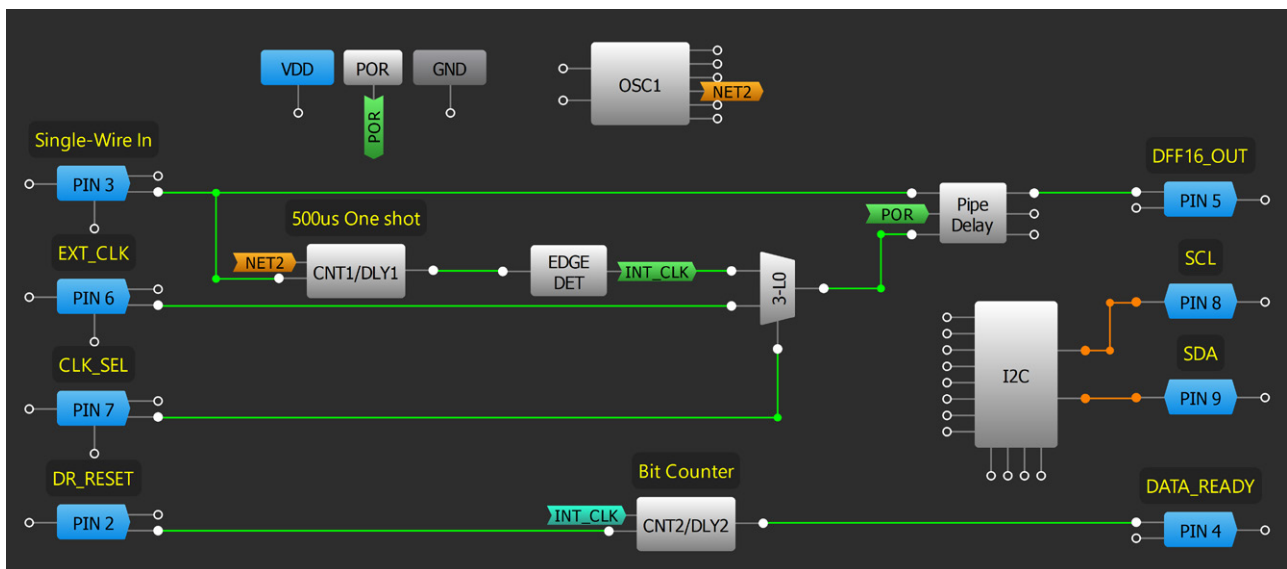 VDD
POR
GND
POR
OSC1
NET2
Single-Wire In
PIN 3
500us One shot
NET2
CNT1/DLY1
EDGE
DET
INT_CLK
3-L0
POR
Pipe
Delay
DFF16_OUT
PIN 5
EXT_CLK
PIN 6
SCL
PIN 8
CLK_SEL
PIN 7
I2C
SDA
PIN 9
DR_RESET
PIN 2
Bit Counter
INT_CLK
CNT2/DLY2
DATA_READY
PIN 4